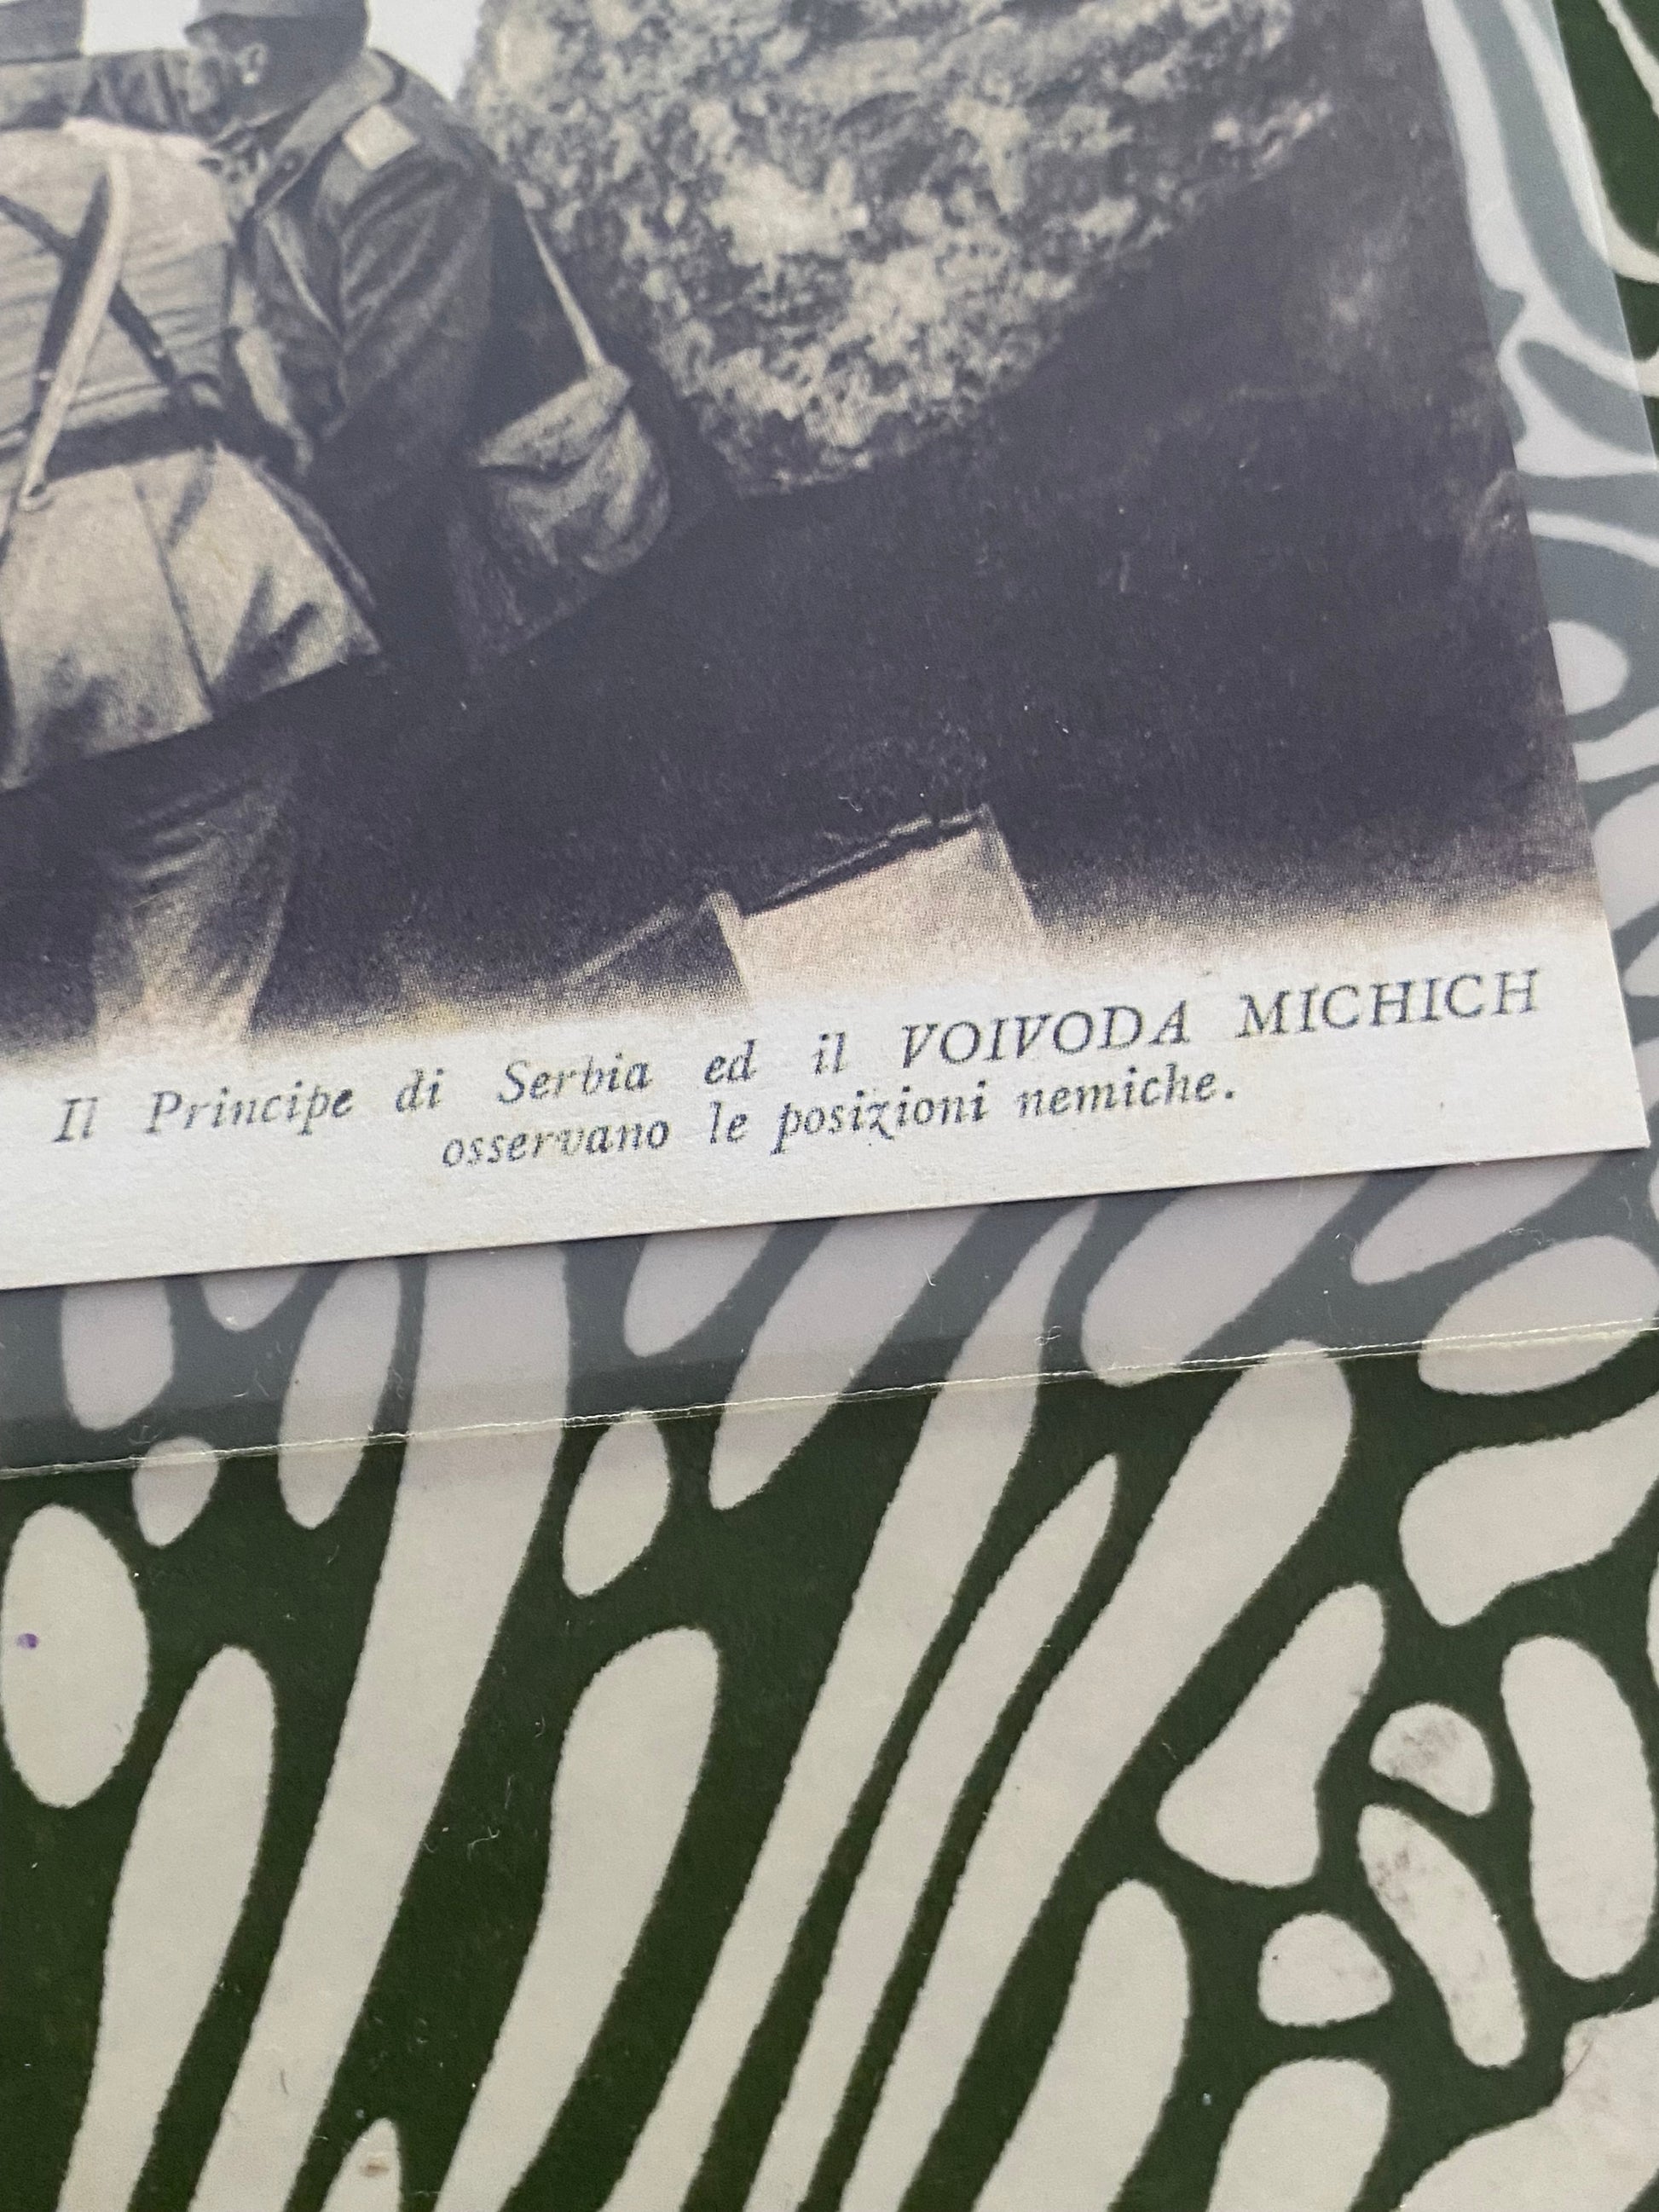 Il Principe di Serbia ed il VOIVODA MICHICH
osservano le posizioni nemiche.